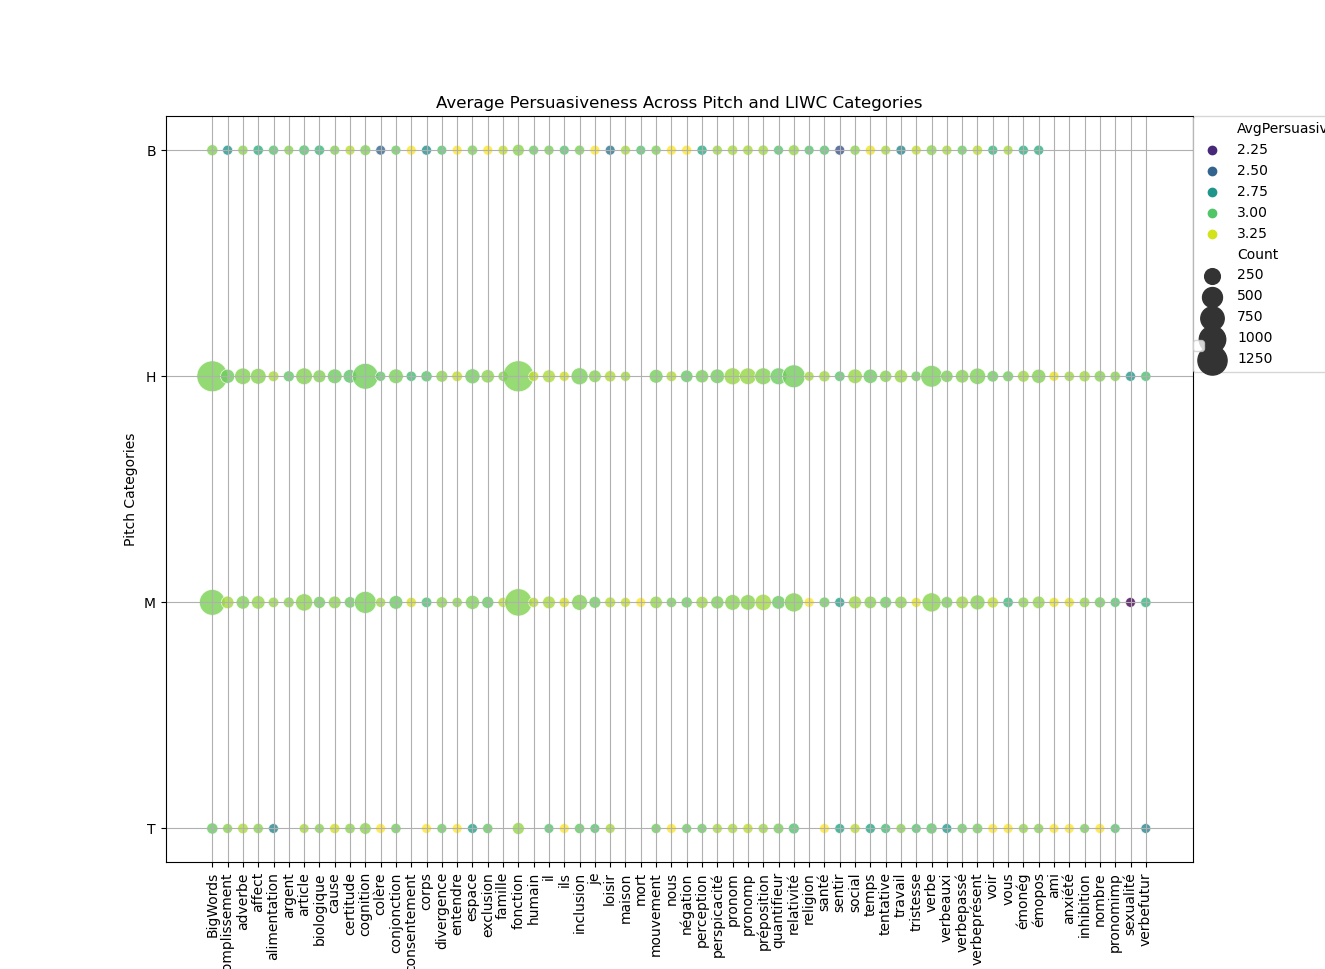 Average Persuasiveness Across Pitch and LIWC Categories
AvgPersuasiv
2.25
2.50
2.75
3.00
3.25
Count
250
500
750
1000
1250
Pitch Categories
B
H
M
T
BigWords
omplissement
adverbe
affect
alimentation
argent
article
biologique
cause
certitude
cognition
colère
conjonction
consentement
corps
divergence
entendre
espace
exclusion
famille
fonction
humain
il
ils
inclusion
je
loisir
maison
mort
mouvement
nous
négation
perception
perspicacité
pronom
pronomp
préposition
quantifieur
relativité
religion
santé
sentir
social
temps
tentative
travail
tristesse
verbe
verbeauxi
verbepassé
verbeprésent
voir
vous
émonég
émopos
ami
anxiété
inhibition
nombre
pronomimp
sexualité
verbefutur